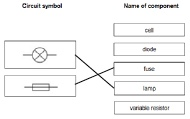 Circuit symbol
Name of component
cell
diode
fuse
lamp
variable resistor